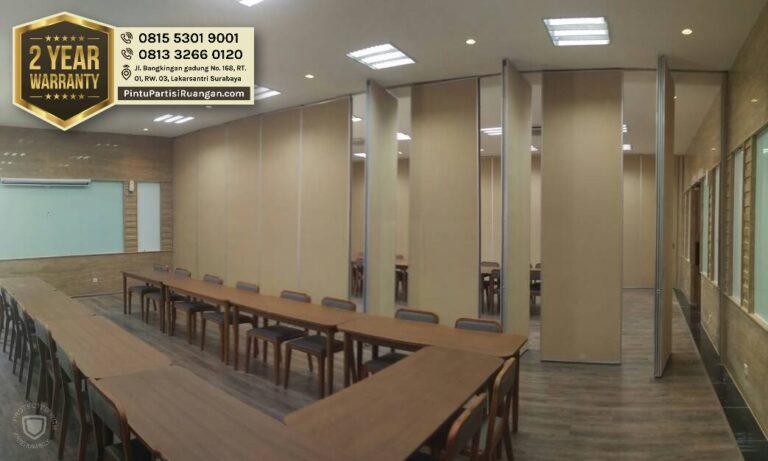 2 YEAR
WARRANTY
0815 5301 9001
0813 3266 0120
Jl. Bangkingan gadung No. 168, RT.
01, RW. 03, Lakarsantri Surabaya
PintuPartisiRuangan.com